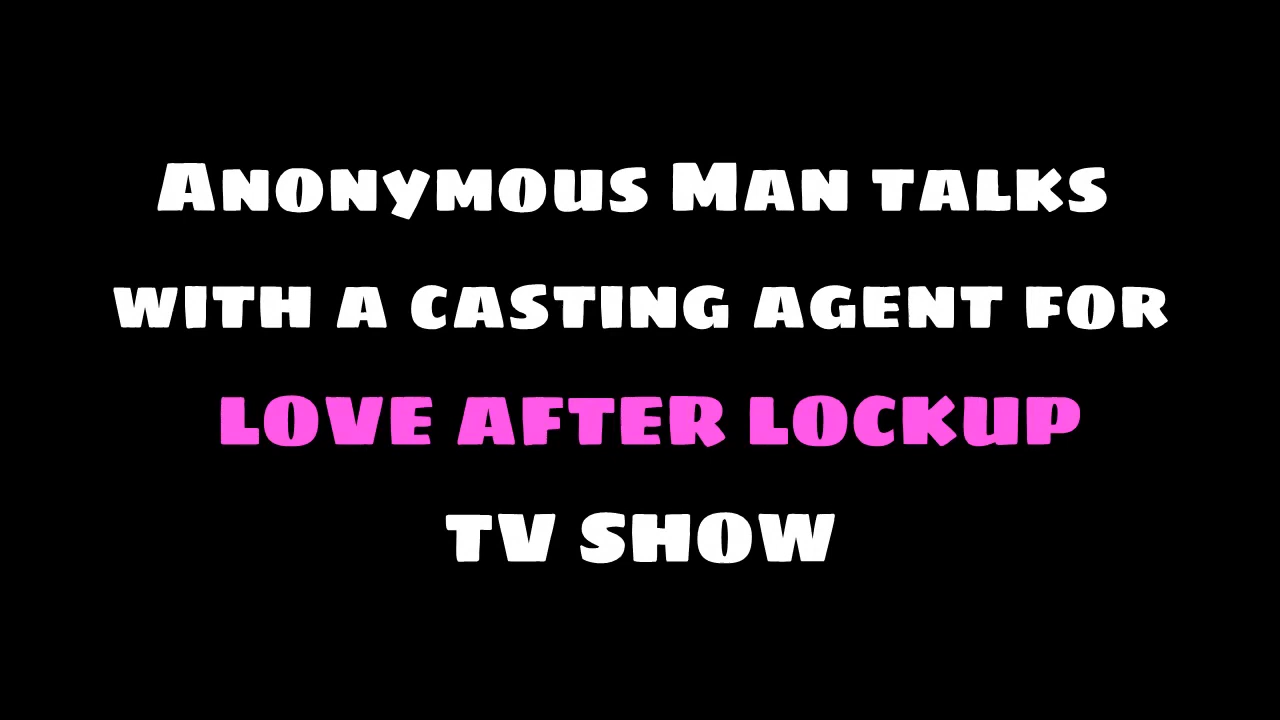 Anonymous Man talks
with a casting agent for
LOVE AFTER LOCKUP
TV SHOW